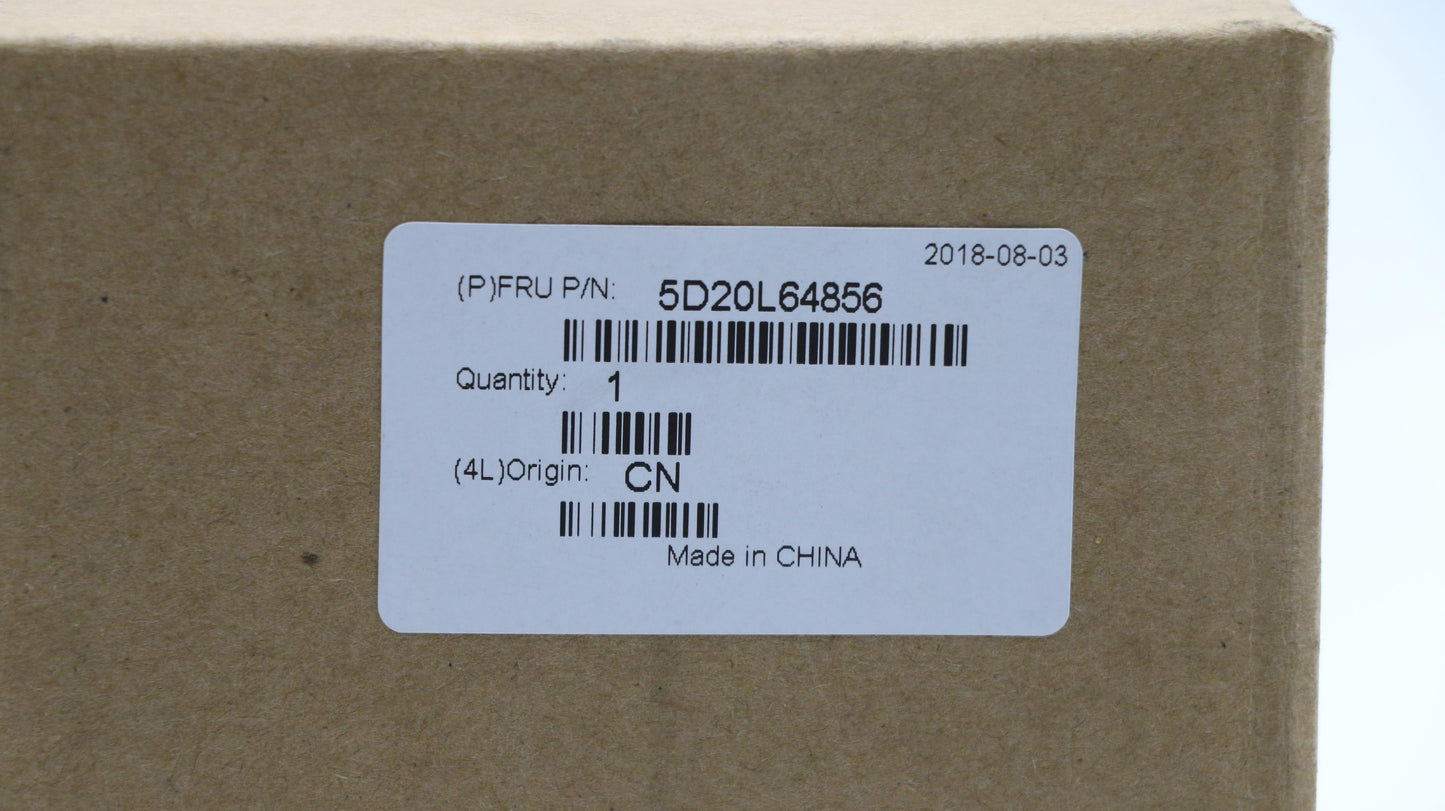 2018-08-03
(P)FRU P/N: 5D20L64856
Quantity: 1
(4L)Origin: CN
Made in CHINA